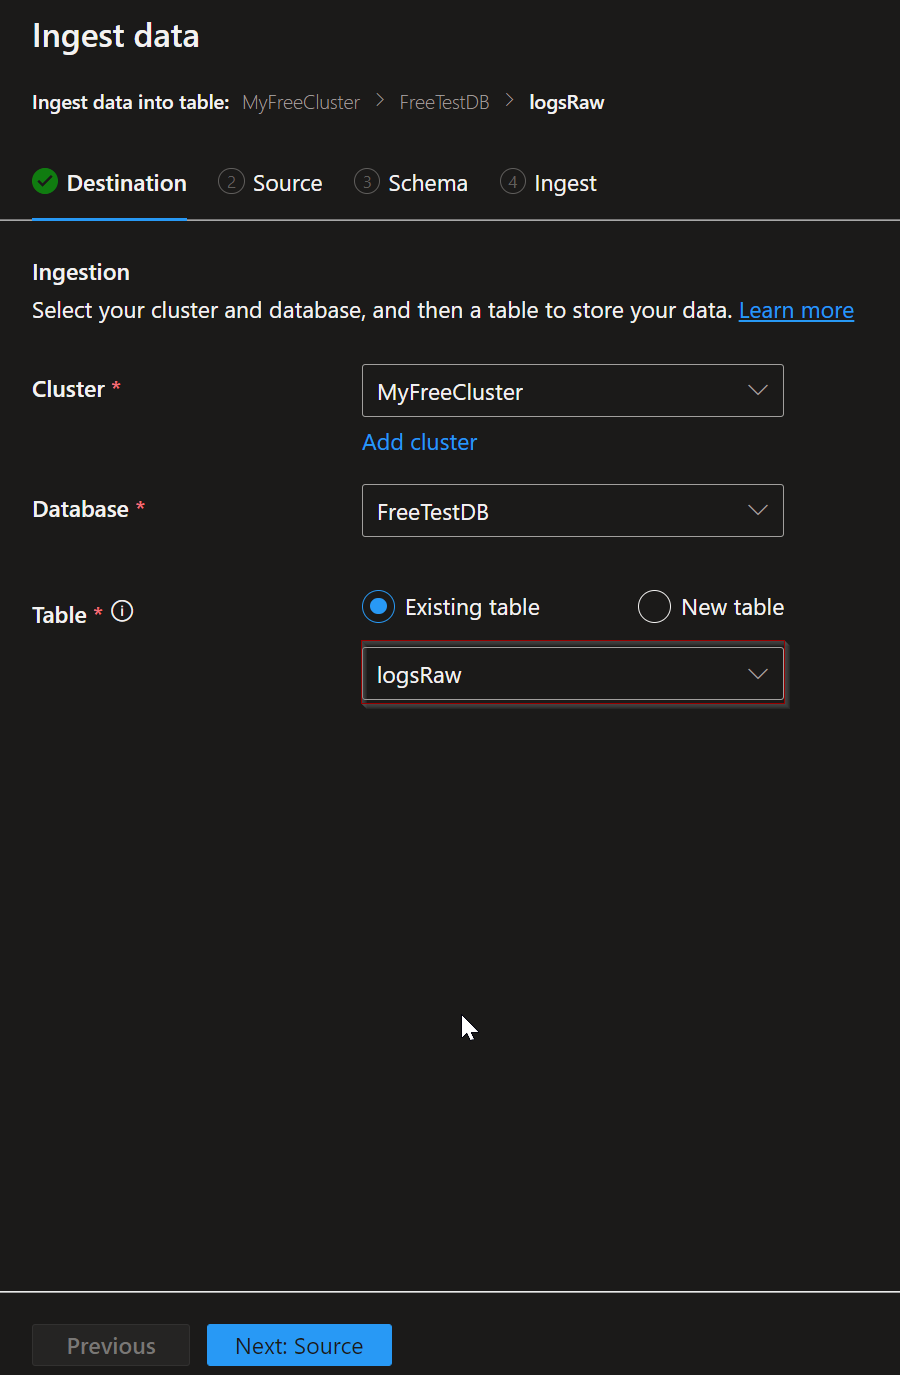 Ingest data
Ingest data into table: MyFreeCluster > FreeTestDB > logsRaw
Destination 2 Source 3 Schema 4 Ingest
Ingestion
Select your cluster and database, and then a table to store your data. Learn more
Cluster * MyFreeCluster
Add cluster
Database * FreeTestDB
Table * Existing table New table
logsRaw
Previous Next: Source